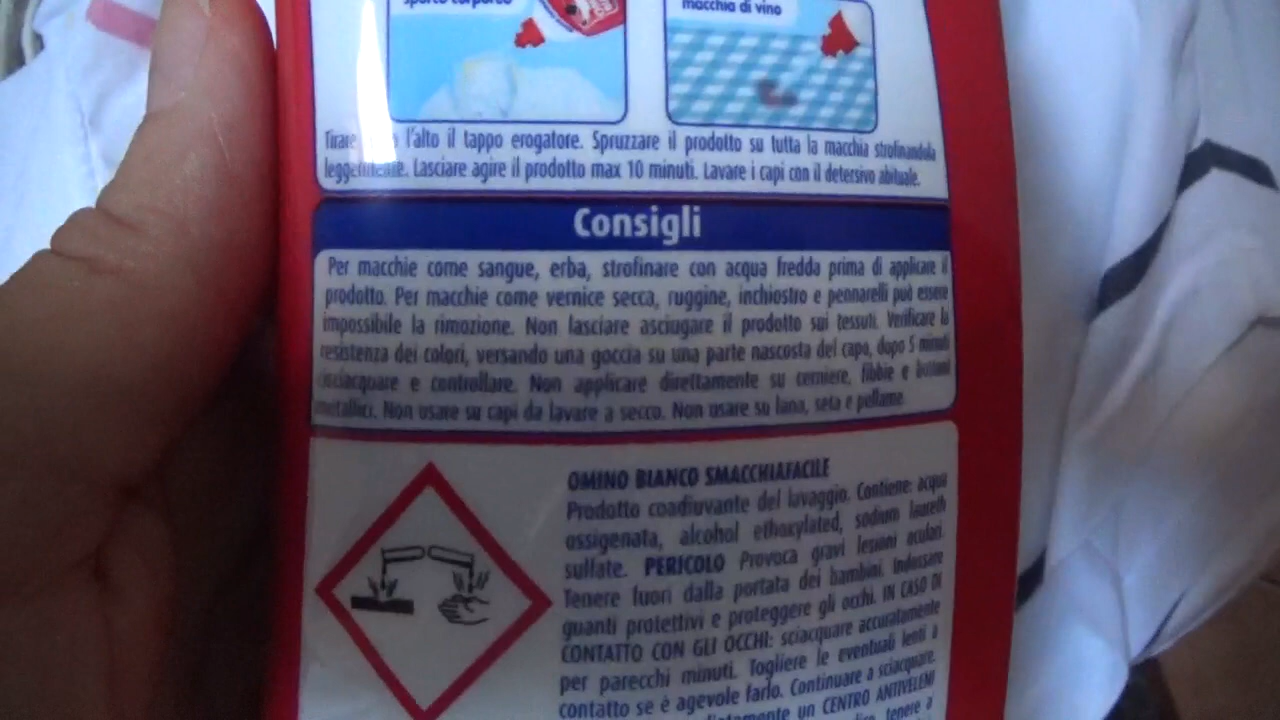 sporco corporeo
macchia di vino
Tirare l'alto il tappo erogatore. Spruzzare il prodotto su tutta la macchia strofinandola
leggermente. Lasciare agire il prodotto max 10 minuti. Lavare i capi con il detersivo abituale.
Consigli
Per macchie come sangue, erba, strofinare con acqua fredda prima di applicare il
prodotto. Per macchie come vernice secca, ruggine, inchiostro e pennarelli può essere
impossibile la rimozione. Non lasciare asciugare il prodotto sui tessuti. Verificare la
resistenza dei colori, versando una goccia su una parte nascosta del capo, dopo 5 minuti
risciacquare e controllare. Non applicare direttamente su cerniere, fibbie e bottoni
metallici. Non usare su capi da lavare a secco. Non usare su lana, seta e pellame.
OMINO BIANCO SMACCHIAFACILE
Prodotto coadiuvante del lavaggio. Contiene: acqua
ossigenata, alcohol ethoxylated, sodium laureth
sulfate. PERICOLO Provoca gravi lesioni oculari.
Tenere fuori dalla portata dei bambini. Indossare
guanti protettivi e proteggere gli occhi. IN CASO DI
CONTATTO CON GLI OCCHI: sciacquare accuratamente
per parecchi minuti. Togliere le eventuali lenti a
contatto se è agevole farlo. Continuare a sciacquare.
un CENTRO ANTIVELENI
tenere a